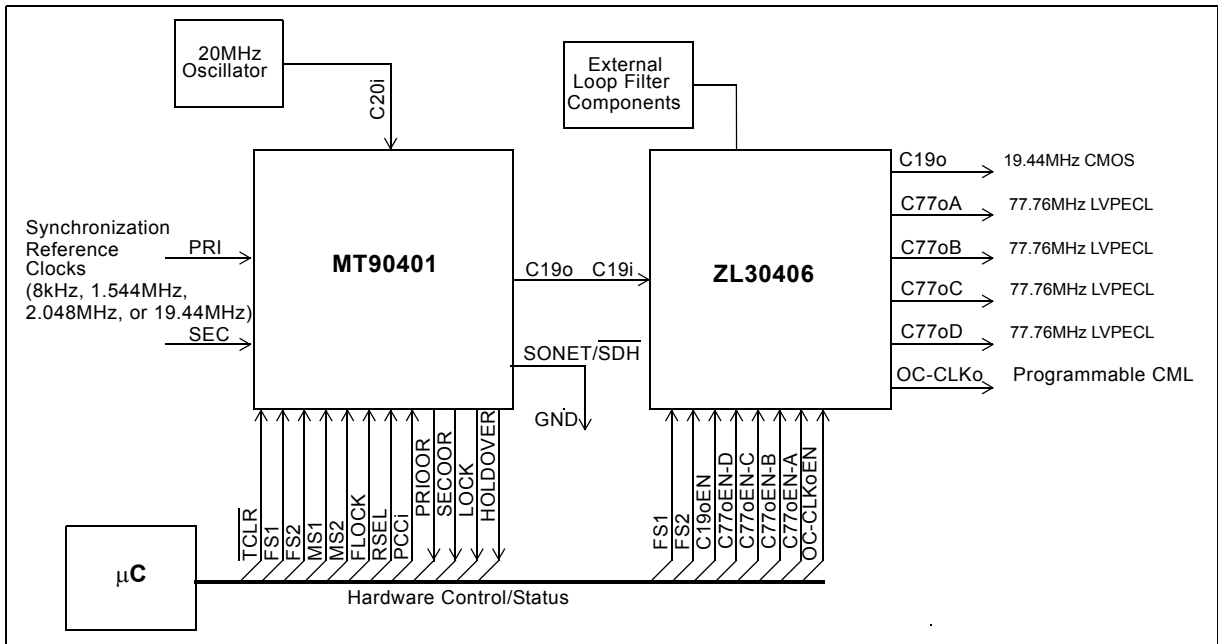 20MHz
Oscillator
C20i
External
Loop Filter
Components
Synchronization
Reference
Clocks
(8kHz, 1.544MHz,
2.048MHz, or 19.44MHz)
PRI
SEC
MT90401
C19o C19i
SONET/SDH
GND
ZL30406
C19o 19.44MHz CMOS
C77oA 77.76MHz LVPECL
C77oB 77.76MHz LVPECL
C77oC 77.76MHz LVPECL
C77oD 77.76MHz LVPECL
OC-CLKo Programmable CML
TCLR
FS1
FS2
MS1
MS2
FLOCK
RSEL
PCCi
PRIOOR
SECOOR
LOCK
HOLDOVER
FS1
FS2
C19oEN
C77oEN-D
C77oEN-C
C77oEN-B
C77oEN-A
OC-CLKoEN
µC
Hardware Control/Status